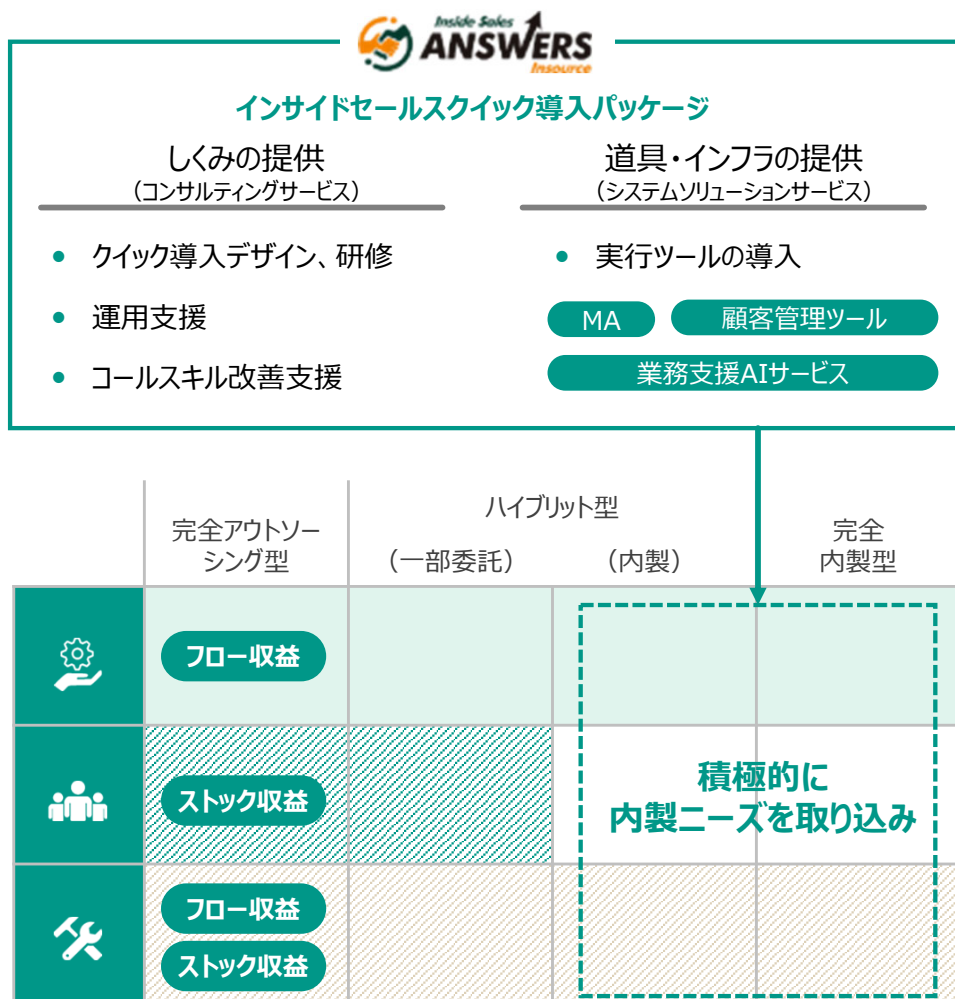 Inside Sales
ANSWERS
Insource
インサイドセールスクイック導入パッケージ
しくみの提供
（コンサルティングサービス）
• クイック導入デザイン、研修
• 運用支援
• コールスキル改善支援
道具・インフラの提供
（システムソリューションサービス）
• 実行ツールの導入
MA
顧客管理ツール
業務支援AIサービス
完全アウトソー
シング型
ハイブリット型
（一部委託）
（内製）
完全
内製型
フロー収益
ストック収益
積極的に
内製ニーズを取り込み
フロー収益
ストック収益